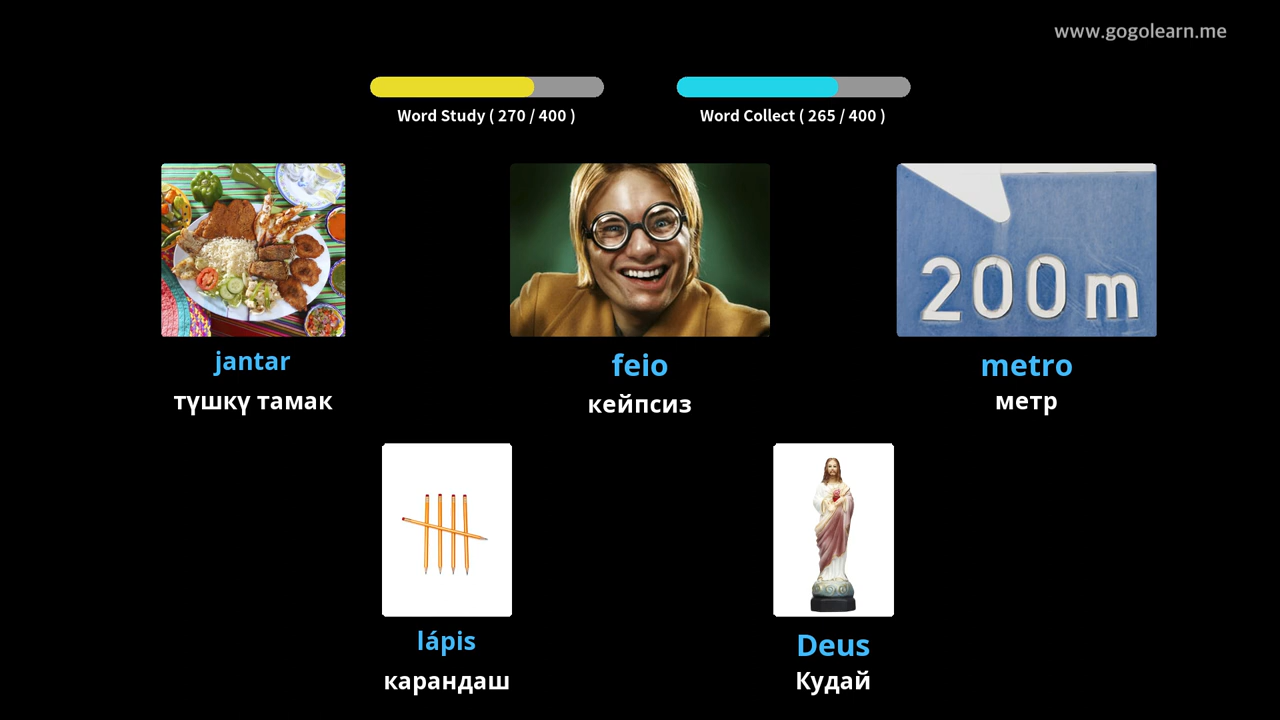 www.gogolearn.me
Word Study ( 270 / 400 )
Word Collect ( 265 / 400 )
200 m
jantar
түшкү тамак
feio
кейпсиз
metro
метр
lápis
карандаш
Deus
Кудай